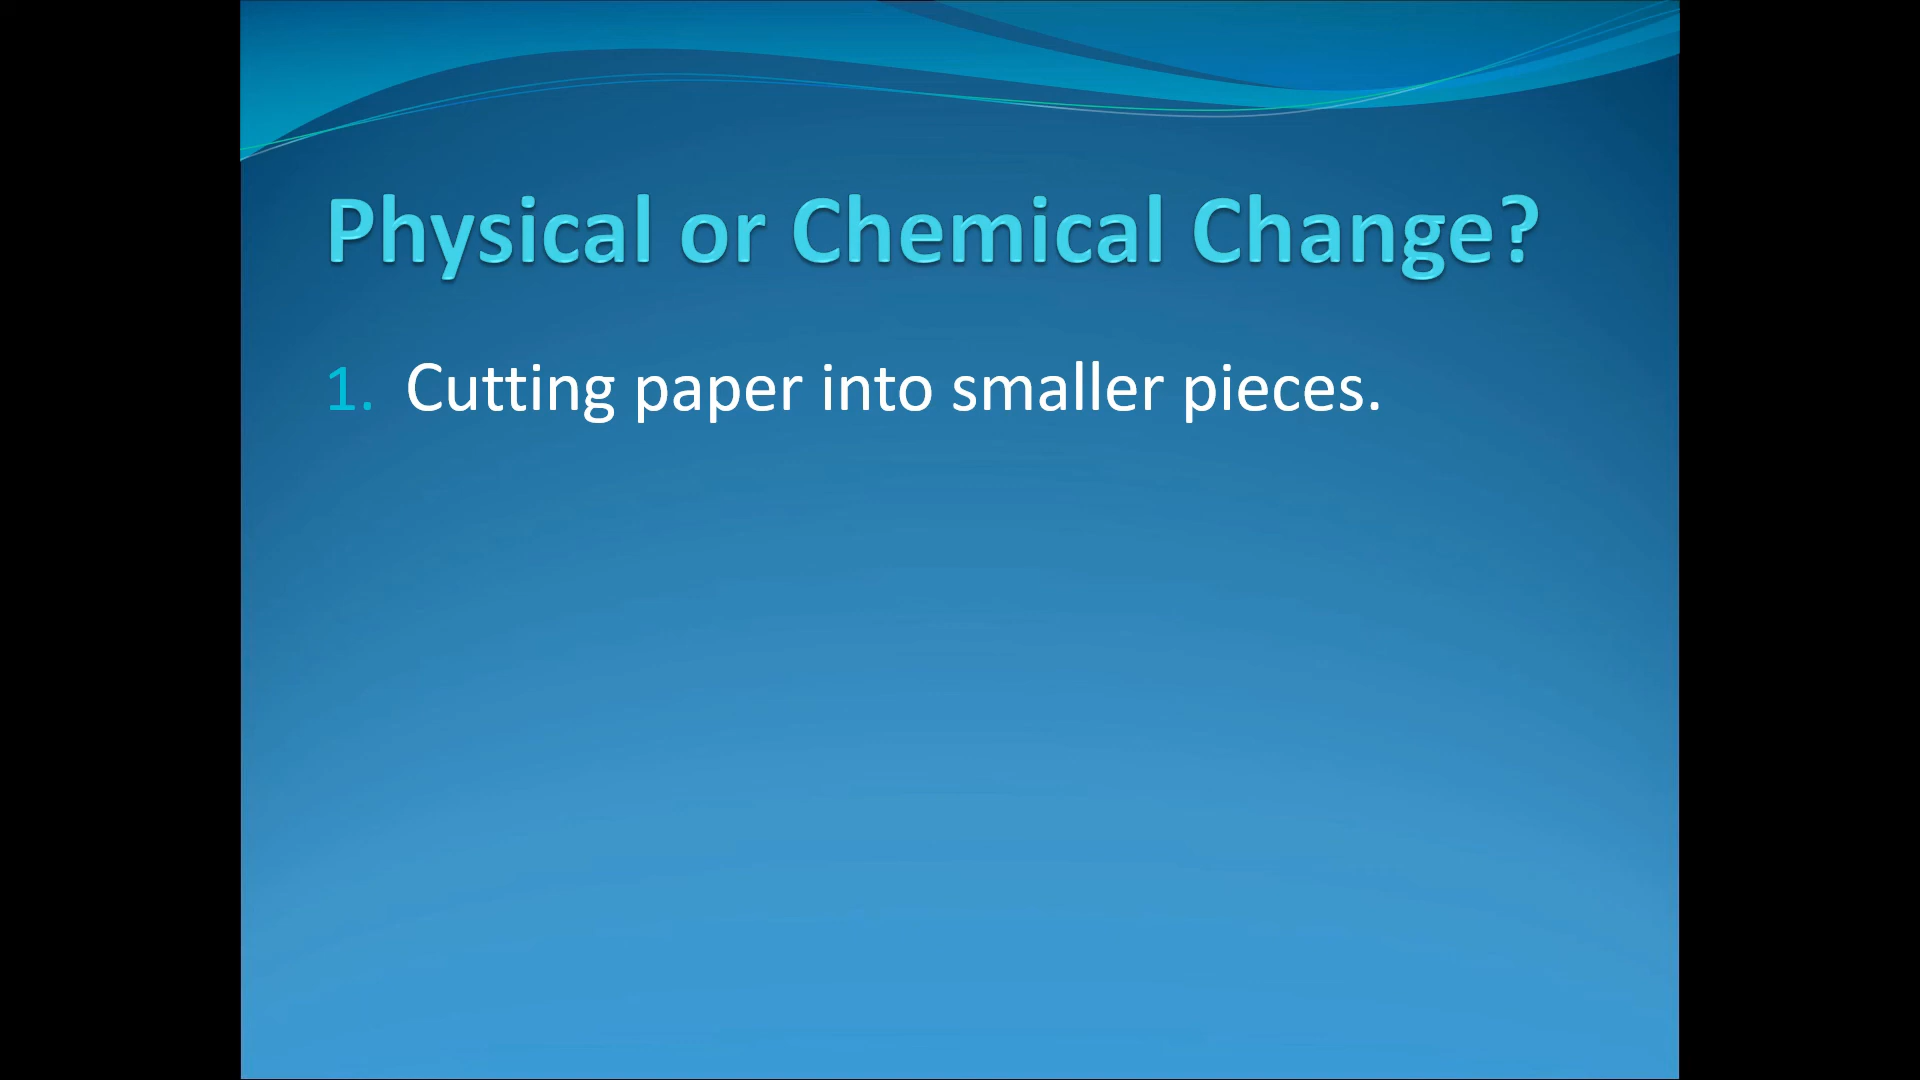 Physical or Chemical Change?
1. Cutting paper into smaller pieces.